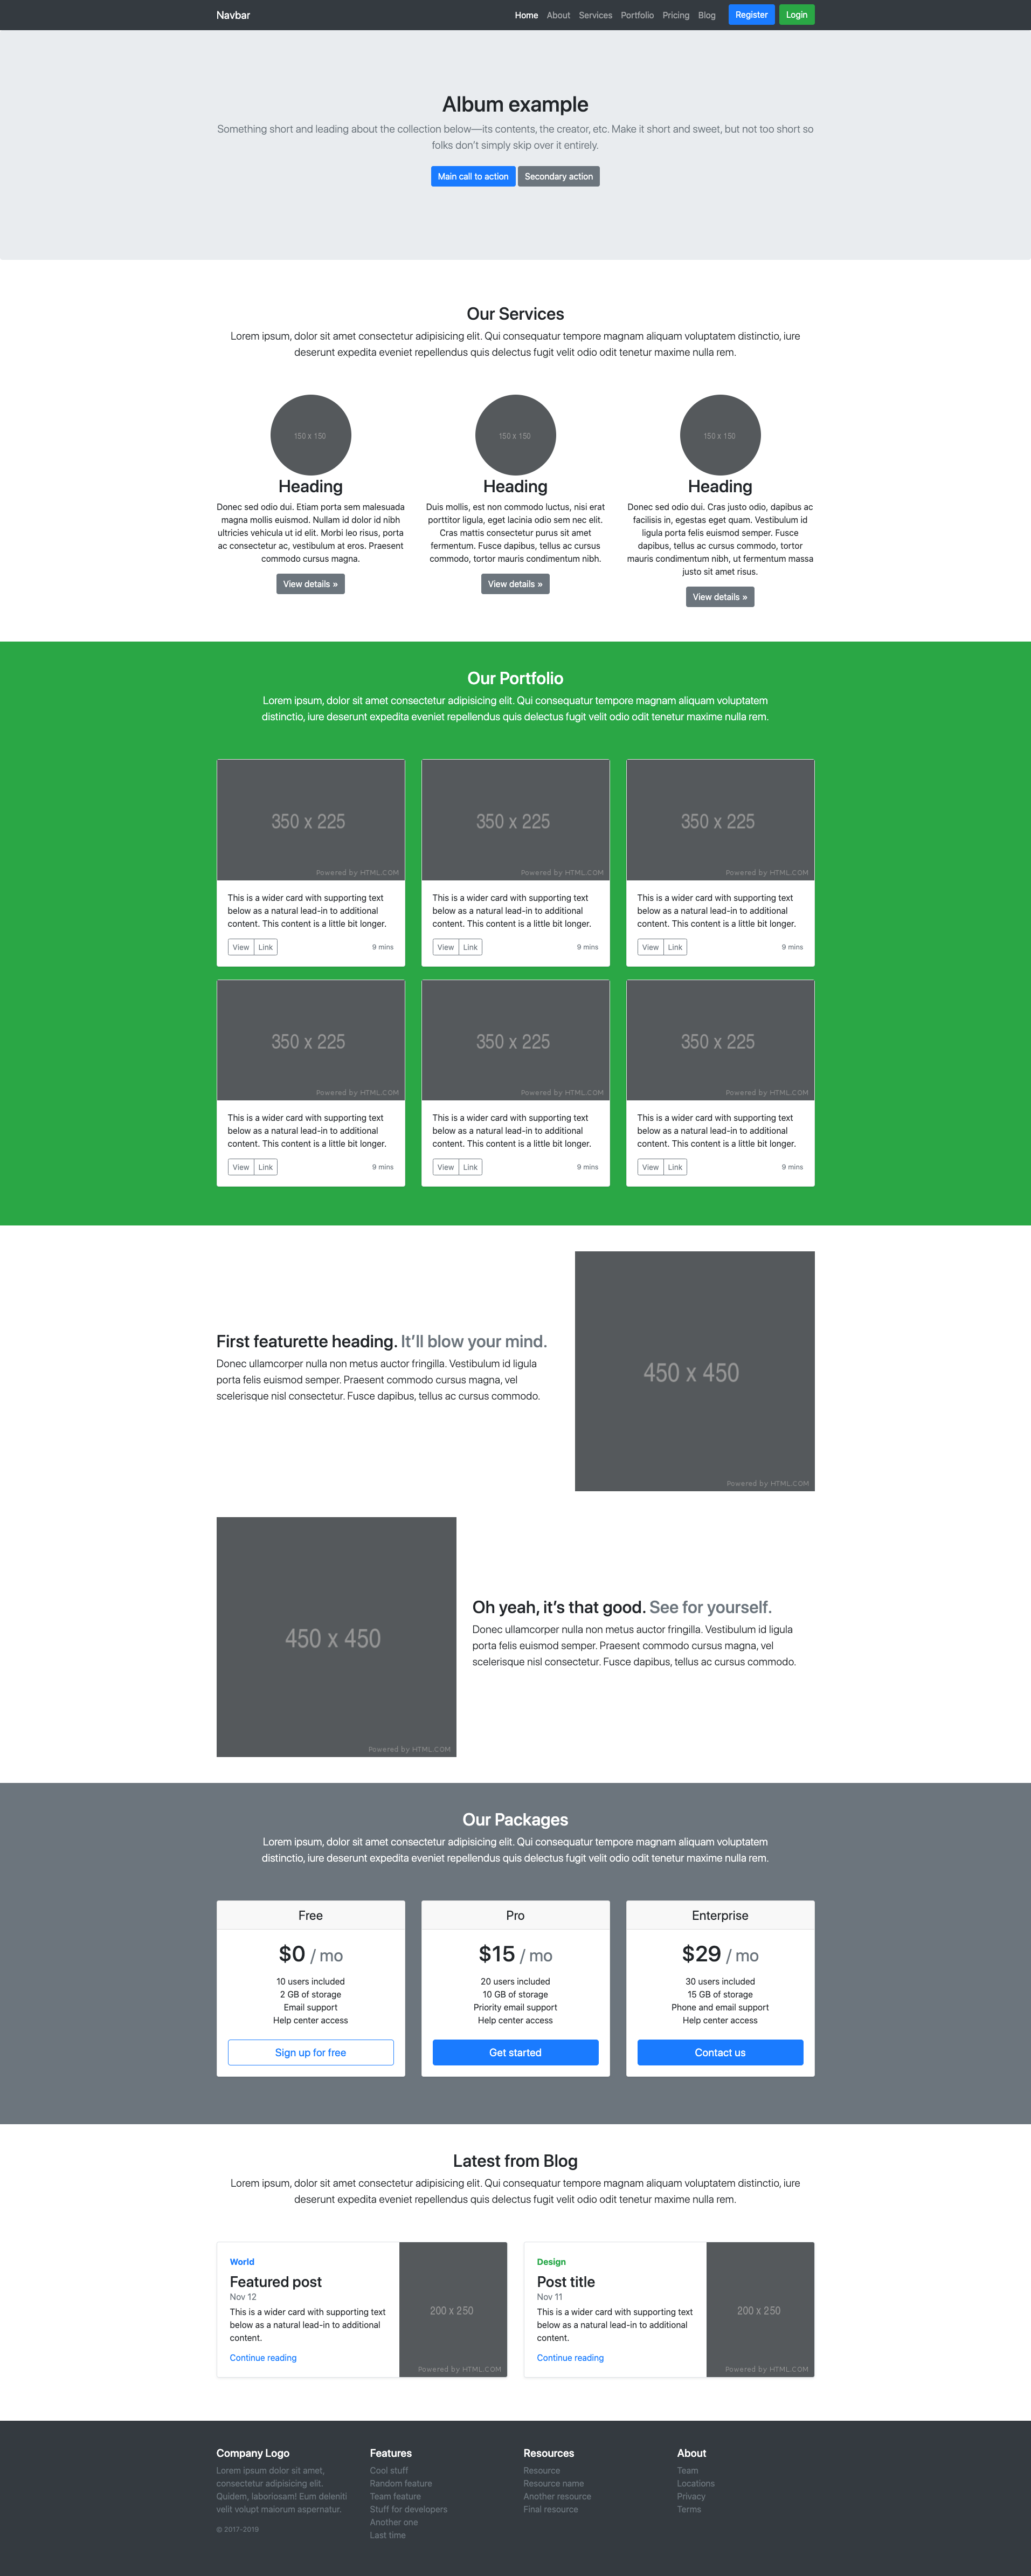 Navbar Home About Services Portfolio Pricing Blog Register Login
Album example
Something short and leading about the collection below—its contents, the creator, etc. Make it short and sweet, but not too short so
folks don’t simply skip over it entirely.
Main call to action Secondary action
Our Services
Lorem ipsum, dolor sit amet consectetur adipisicing elit. Qui consequatur tempore magnam aliquam voluptatem distinctio, iure
deserunt expedita eveniet repellendus quis delectus fugit velit odio odit tenetur maxime nulla rem.
150 x 150
Heading
Donec sed odio dui. Etiam porta sem malesuada
magna mollis euismod. Nullam id dolor id nibh
ultricies vehicula ut id elit. Morbi leo risus, porta
ac consectetur ac, vestibulum at eros. Praesent
commodo cursus magna.
View details »
150 x 150
Heading
Duis mollis, est non commodo luctus, nisi erat
porttitor ligula, eget lacinia odio sem nec elit.
Cras mattis consectetur purus sit amet
fermentum. Fusce dapibus, tellus ac cursus
commodo, tortor mauris condimentum nibh.
View details »
150 x 150
Heading
Donec sed odio dui. Cras justo odio, dapibus ac
facilisis in, egestas eget quam. Vestibulum id
ligula porta felis euismod semper. Fusce
dapibus, tellus ac cursus commodo, tortor
mauris condimentum nibh, ut fermentum massa
justo sit amet risus.
View details »
Our Portfolio
Lorem ipsum, dolor sit amet consectetur adipisicing elit. Qui consequatur tempore magnam aliquam voluptatem
distinctio, iure deserunt expedita eveniet repellendus quis delectus fugit velit odio odit tenetur maxime nulla rem.
350 x 225
Powered by HTML.COM
This is a wider card with supporting text
below as a natural lead-in to additional
content. This content is a little bit longer.
View Link 9 mins
350 x 225
Powered by HTML.COM
This is a wider card with supporting text
below as a natural lead-in to additional
content. This content is a little bit longer.
View Link 9 mins
350 x 225
Powered by HTML.COM
This is a wider card with supporting text
below as a natural lead-in to additional
content. This content is a little bit longer.
View Link 9 mins
350 x 225
Powered by HTML.COM
This is a wider card with supporting text
below as a natural lead-in to additional
content. This content is a little bit longer.
View Link 9 mins
350 x 225
Powered by HTML.COM
This is a wider card with supporting text
below as a natural lead-in to additional
content. This content is a little bit longer.
View Link 9 mins
350 x 225
Powered by HTML.COM
This is a wider card with supporting text
below as a natural lead-in to additional
content. This content is a little bit longer.
View Link 9 mins
First featurette heading. It’ll blow your mind.
Donec ullamcorper nulla non metus auctor fringilla. Vestibulum id ligula
porta felis euismod semper. Praesent commodo cursus magna, vel
scelerisque nisl consectetur. Fusce dapibus, tellus ac cursus commodo.
450 x 450
Powered by HTML.COM
450 x 450
Powered by HTML.COM
Oh yeah, it’s that good. See for yourself.
Donec ullamcorper nulla non metus auctor fringilla. Vestibulum id ligula
porta felis euismod semper. Praesent commodo cursus magna, vel
scelerisque nisl consectetur. Fusce dapibus, tellus ac cursus commodo.
Our Packages
Lorem ipsum, dolor sit amet consectetur adipisicing elit. Qui consequatur tempore magnam aliquam voluptatem
distinctio, iure deserunt expedita eveniet repellendus quis delectus fugit velit odio odit tenetur maxime nulla rem.
Free
$0 / mo
10 users included
2 GB of storage
Email support
Help center access
Sign up for free
Pro
$15 / mo
20 users included
10 GB of storage
Priority email support
Help center access
Get started
Enterprise
$29 / mo
30 users included
15 GB of storage
Phone and email support
Help center access
Contact us
Latest from Blog
Lorem ipsum, dolor sit amet consectetur adipisicing elit. Qui consequatur tempore magnam aliquam voluptatem distinctio, iure
deserunt expedita eveniet repellendus quis delectus fugit velit odio odit tenetur maxime nulla rem.
World
Featured post
Nov 12
This is a wider card with supporting text
below as a natural lead-in to additional
content.
Continue reading
200 x 250
Powered by HTML.COM
Design
Post title
Nov 11
This is a wider card with supporting text
below as a natural lead-in to additional
content.
Continue reading
200 x 250
Powered by HTML.COM
Company Logo
Lorem ipsum dolor sit amet,
consectetur adipisicing elit.
Quidem, laboriosam! Eum deleniti
velit volupt maiorum aspernatur.
© 2017-2019
Features
Cool stuff
Random feature
Team feature
Stuff for developers
Another one
Last time
Resources
Resource
Resource name
Another resource
Final resource
About
Team
Locations
Privacy
Terms